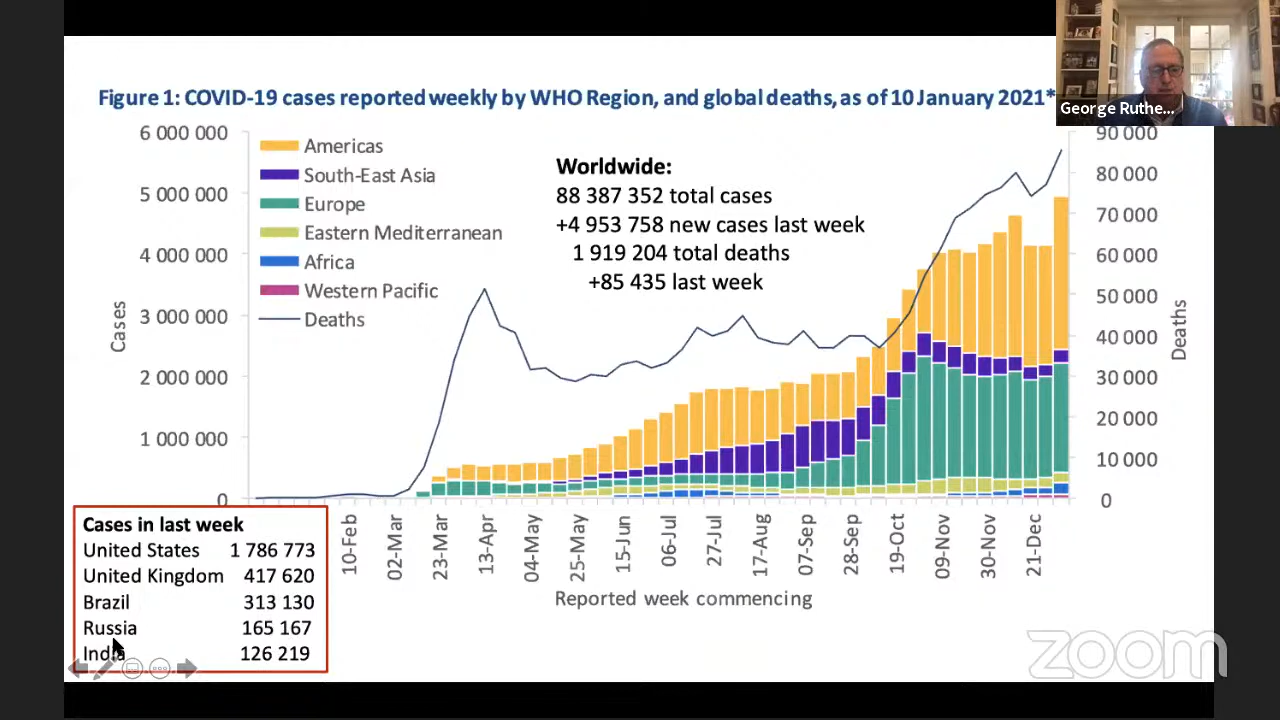 Figure 1: COVID-19 cases reported weekly by WHO Region, and global deaths, as of 10 January 2021*
George Ruthe...
6 000 000
5 000 000
4 000 000
3 000 000
2 000 000
1 000 000
0
Cases
Americas
South-East Asia
Europe
Eastern Mediterranean
Africa
Western Pacific
Deaths
Worldwide:
88 387 352 total cases
+4 953 758 new cases last week
1 919 204 total deaths
+85 435 last week
90 000
80 000
70 000
60 000
50 000
40 000
30 000
20 000
10 000
0
Deaths
10-Feb
02-Mar
23-Mar
13-Apr
04-May
25-May
15-Jun
06-Jul
27-Jul
17-Aug
07-Sep
28-Sep
19-Oct
09-Nov
30-Nov
21-Dec
Reported week commencing
Cases in last week
United States 1 786 773
United Kingdom 417 620
Brazil 313 130
Russia 165 167
India 126 219
zoom